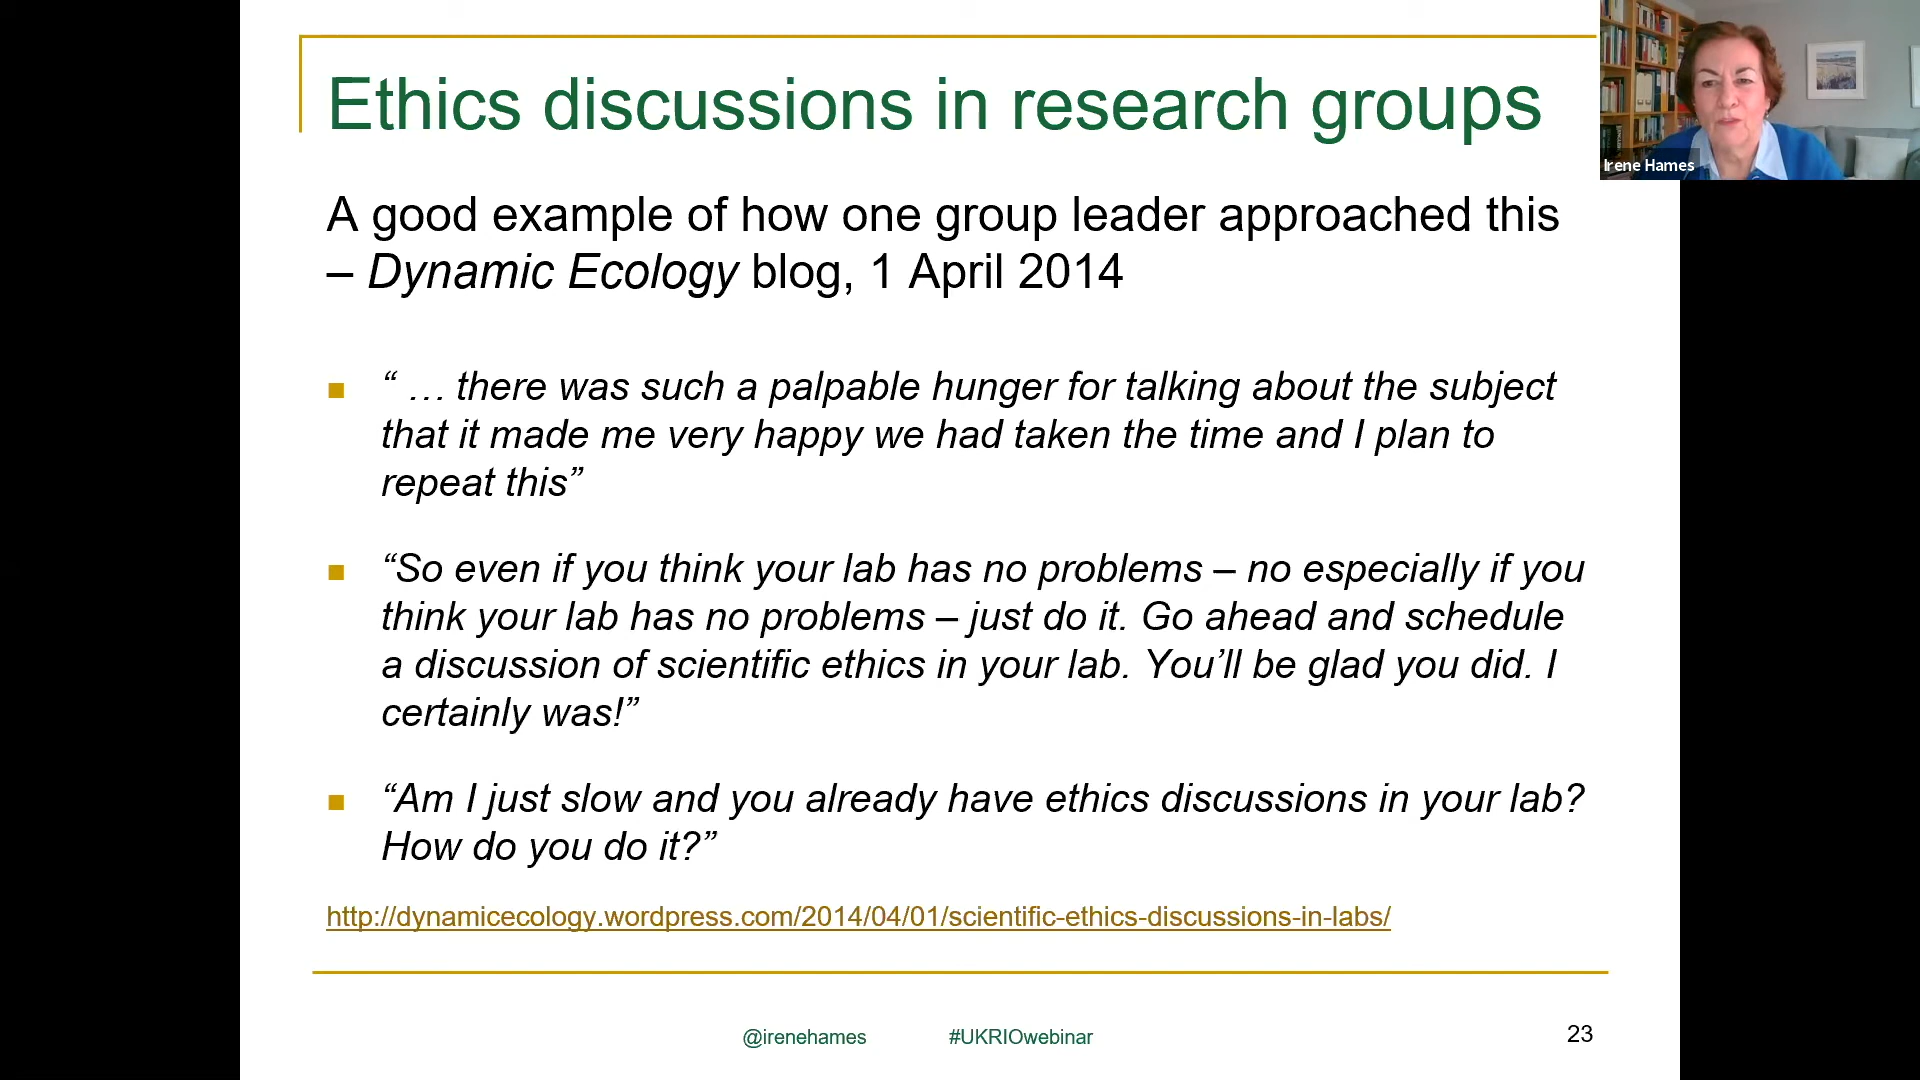 Ethics discussions in research groups
Irene Hames
A good example of how one group leader approached this
– Dynamic Ecology blog, 1 April 2014
“ … there was such a palpable hunger for talking about the subject
that it made me very happy we had taken the time and I plan to
repeat this”
“So even if you think your lab has no problems – no especially if you
think your lab has no problems – just do it. Go ahead and schedule
a discussion of scientific ethics in your lab. You’ll be glad you did. I
certainly was!”
“Am I just slow and you already have ethics discussions in your lab?
How do you do it?”
http://dynamicecology.wordpress.com/2014/04/01/scientific-ethics-discussions-in-labs/
@irenehames #UKRIOwebinar 23